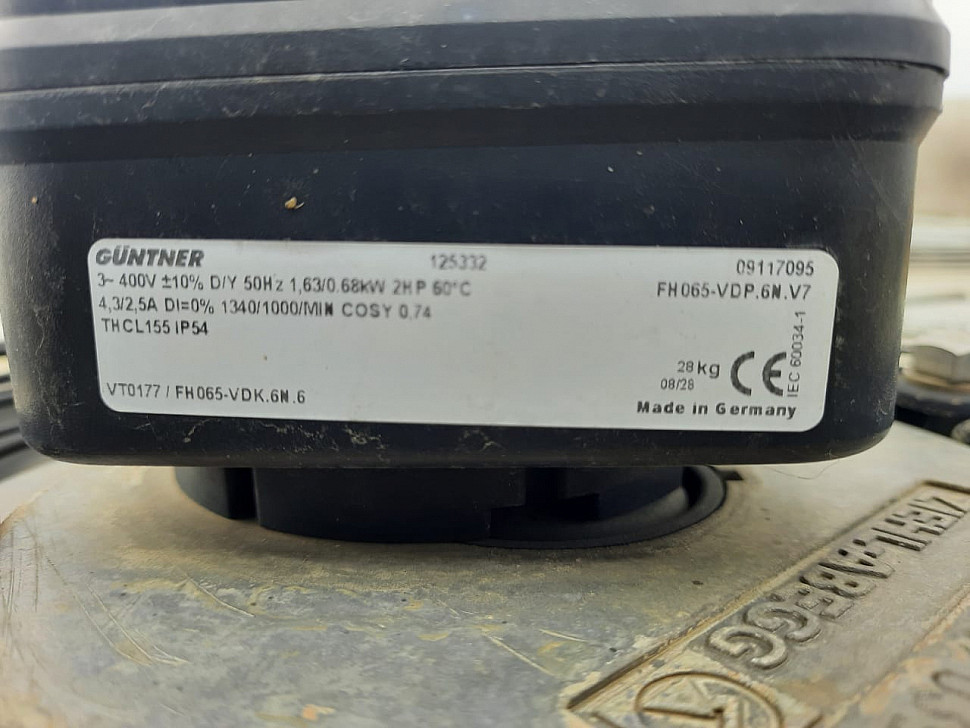 GÜNTNER
125332
09117095
3~ 400V ±10% D/Y 50Hz 1,63/0.68kW 2HP 60°C
FH065-VDP.6N.V7
4,3/2,5A DI=0% 1340/1000/MIN COSY 0,74
THCL155 IP54
IEC 60034-1
28kg
CE
08/28
VT0177 / FH065-VDK.6N.6
Made in Germany
ZIEHL-ABEGG